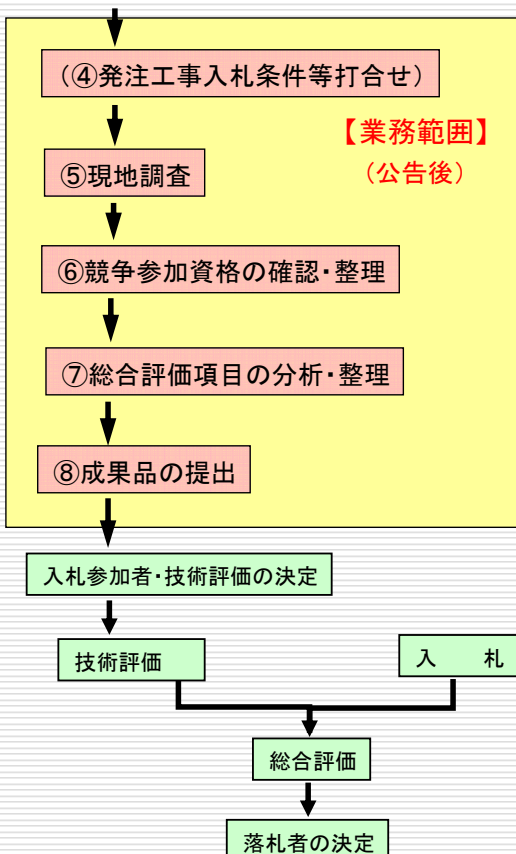 (④発注工事入札条件等打合せ)
【業務範囲】
(公告後)
⑤現地調査
⑥競争参加資格の確認・整理
⑦総合評価項目の分析・整理
⑧成果品の提出
入札参加者・技術評価の決定
技術評価
入　札
総合評価
落札者の決定